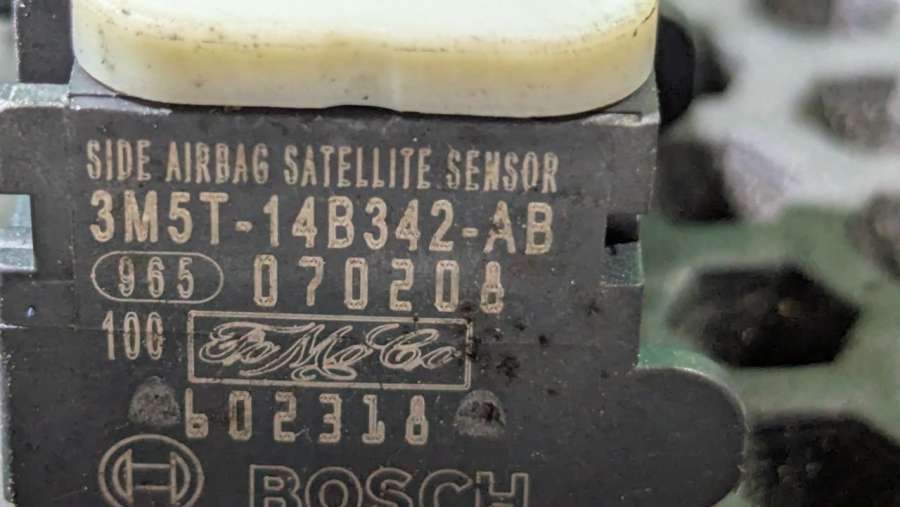 SIDE AIRBAG SATELLITE SENSOR
3M5T-14B342-AB
965 070208
100 FoMoCo
602318
BOSCH